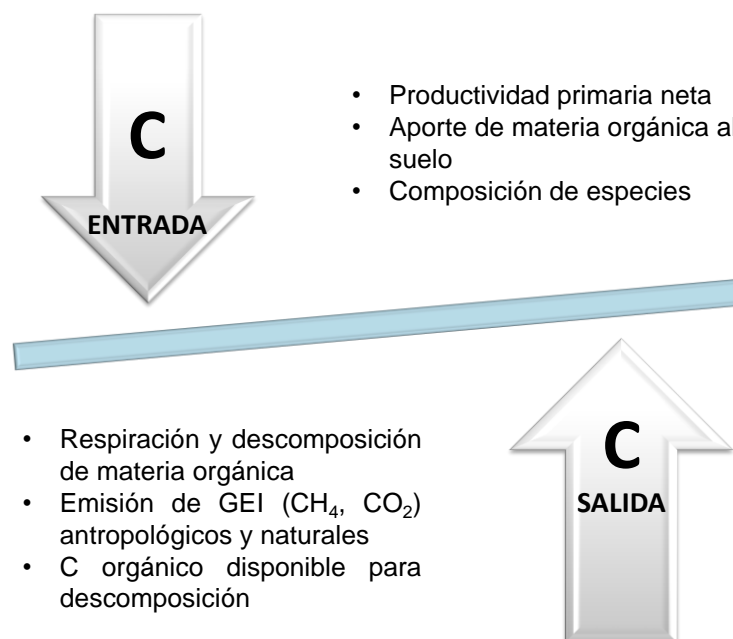 C
ENTRADA
• Productividad primaria neta
• Aporte de materia orgánica al
suelo
• Composición de especies
• Respiración y descomposición
de materia orgánica
• Emisión de GEI (CH₄, CO₂)
antropológicos y naturales
• C orgánico disponible para
descomposición
C
SALIDA